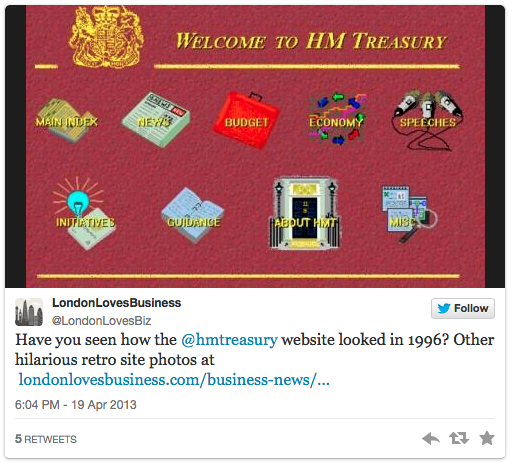 WELCOME TO HM TREASURY
MAIN INDEX
NEWS
BUDGET
ECONOMY
SPEECHES
INITIATIVES
GUIDANCE
ABOUT HMT
MISC
LondonLovesBusiness
@LondonLovesBiz
Follow
Have you seen how the @hmtreasury website looked in 1996? Other
hilarious retro site photos at
londonlovesbusiness.com/business-news/...
6:04 PM - 19 Apr 2013
5 RETWEETS